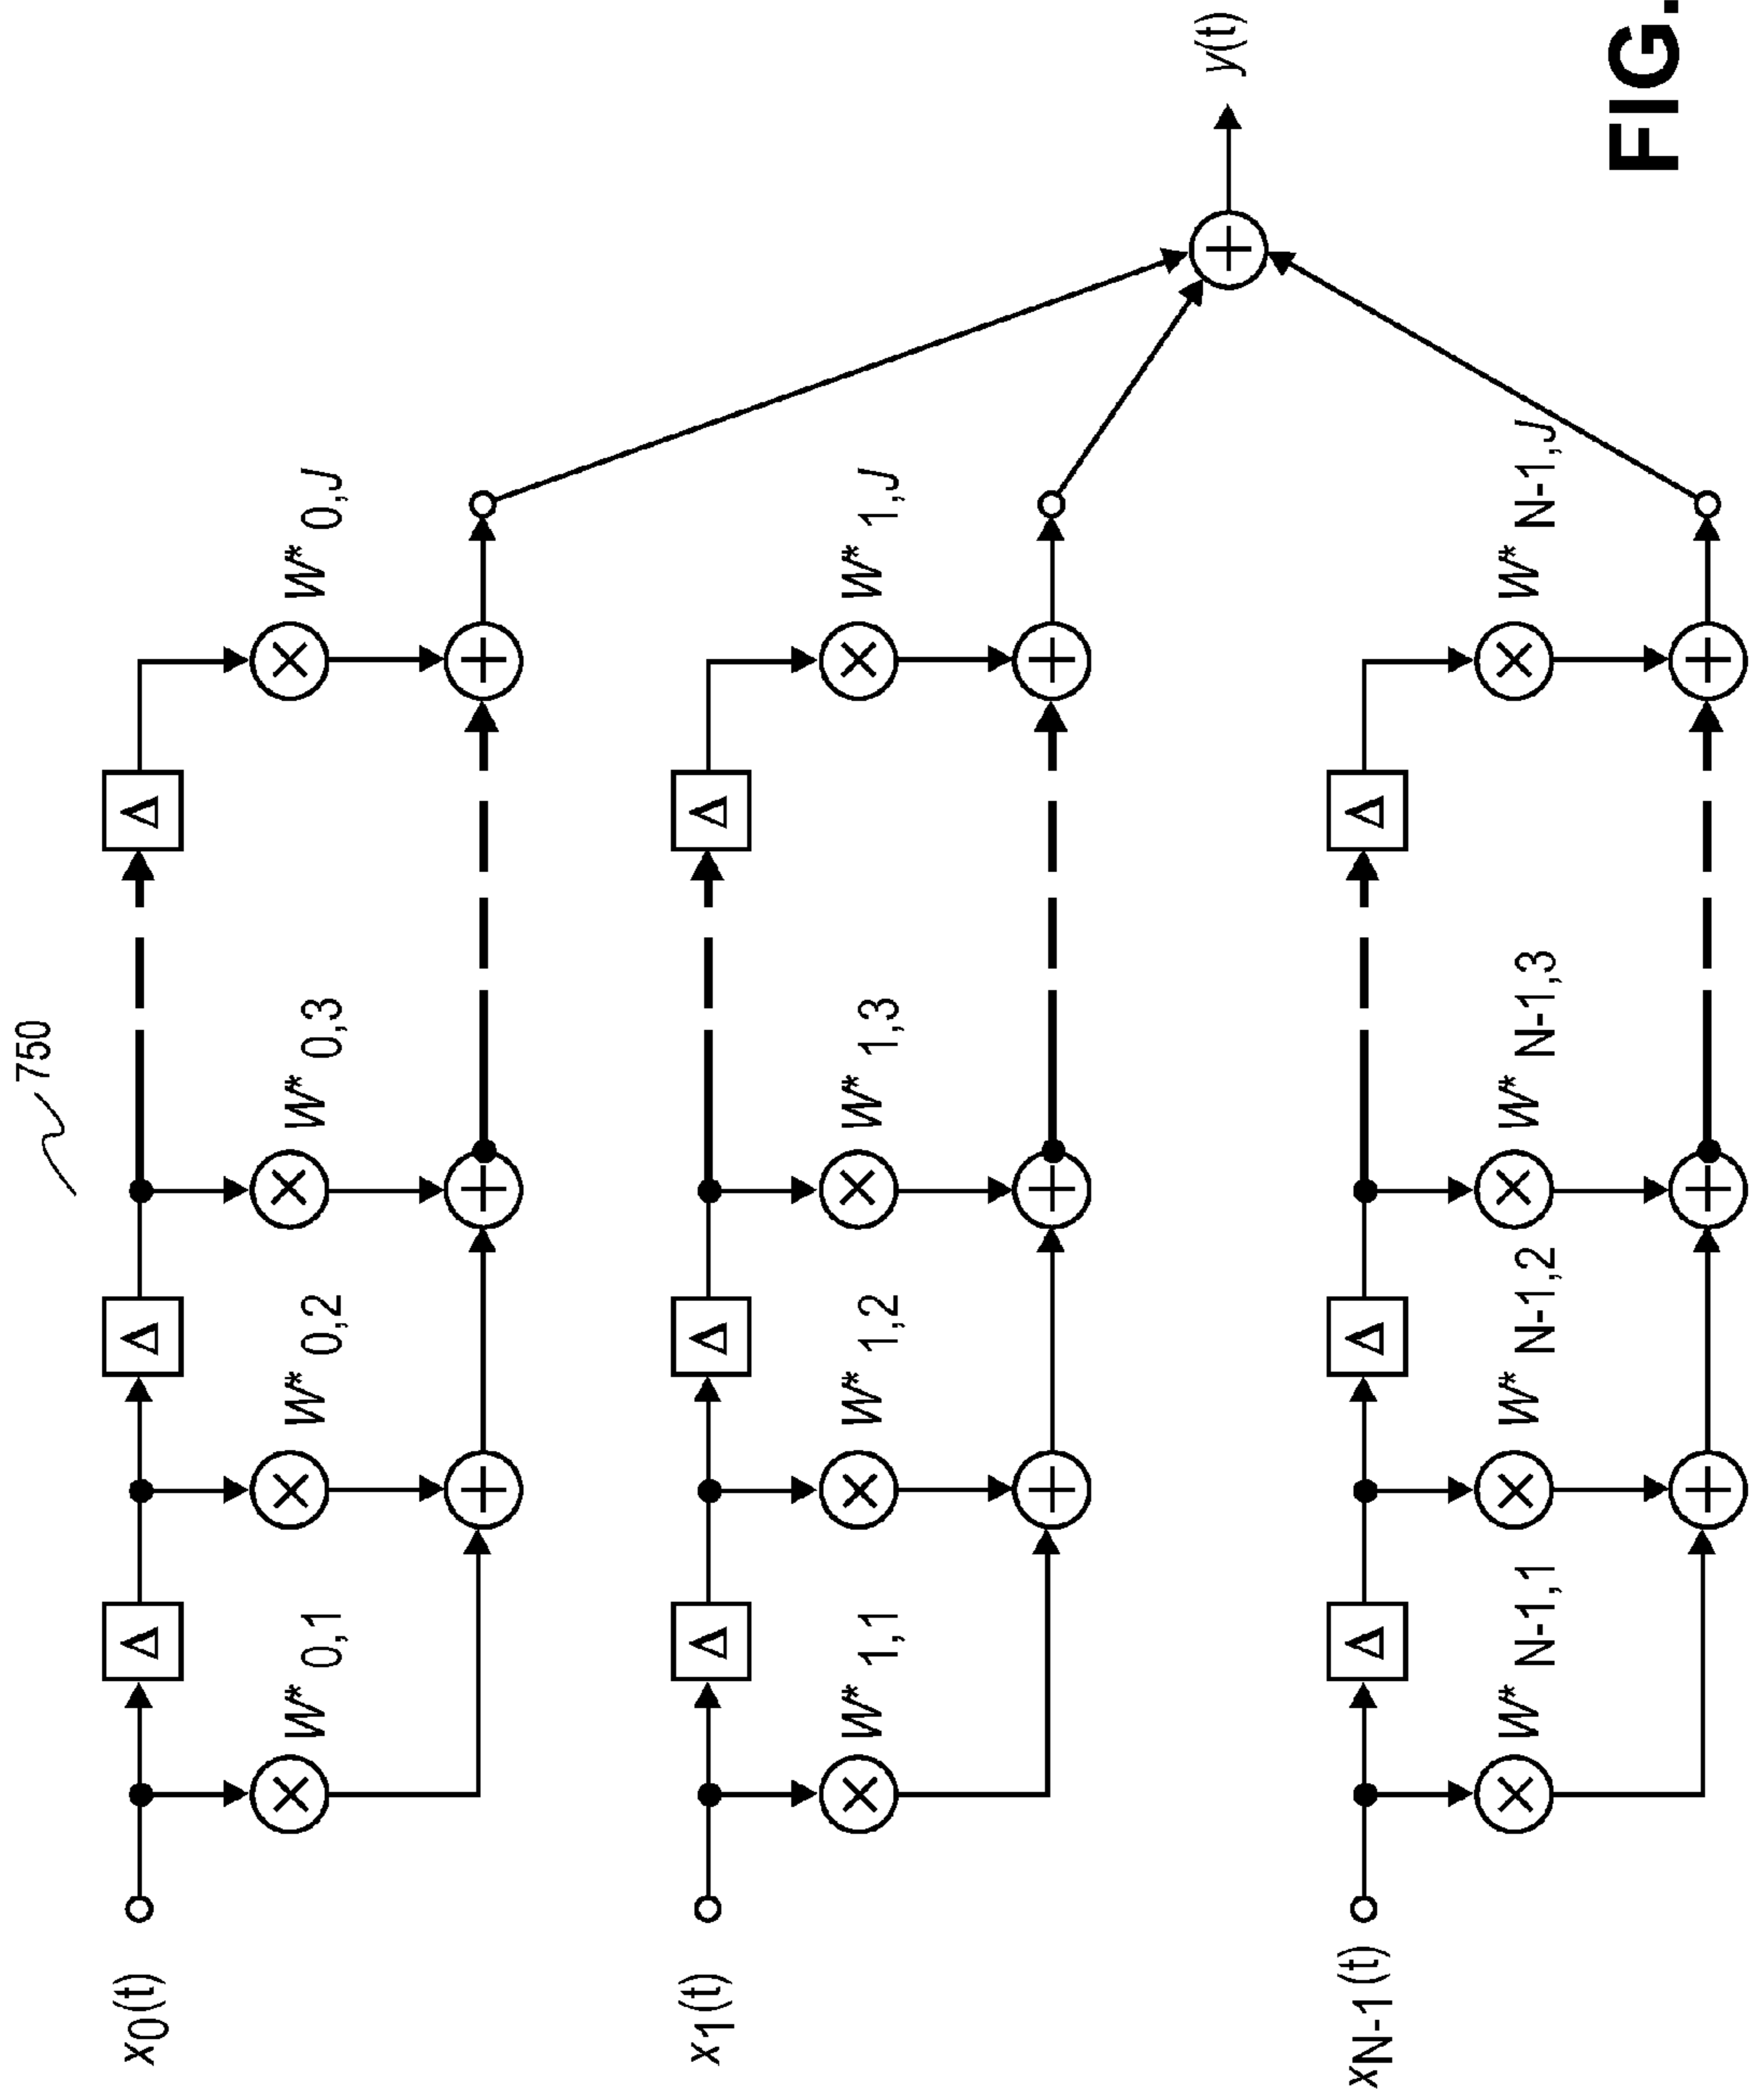 750
x0(t)
W* 0,1
W* 0,2
W* 0,3
W* 0,J
x1(t)
W* 1,1
W* 1,2
W* 1,3
W* 1,J
xN-1(t)
W* N-1,1
W* N-1,2
W* N-1,3
W* N-1,J
y(t)
FIG.